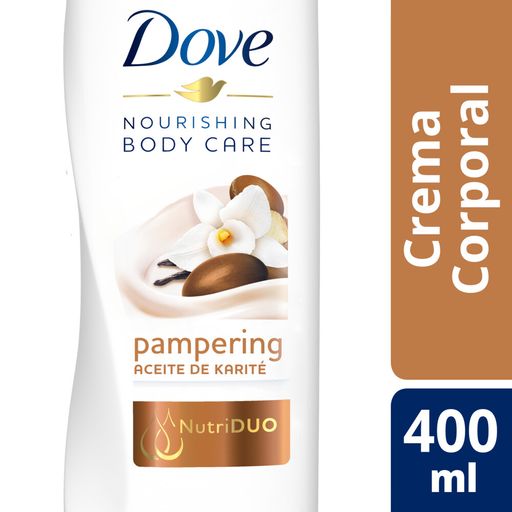 Dove
NOURISHING
BODY CARE
pampering
ACEITE DE KARITÉ
NutriDUO
Crema
Corporal
400
ml